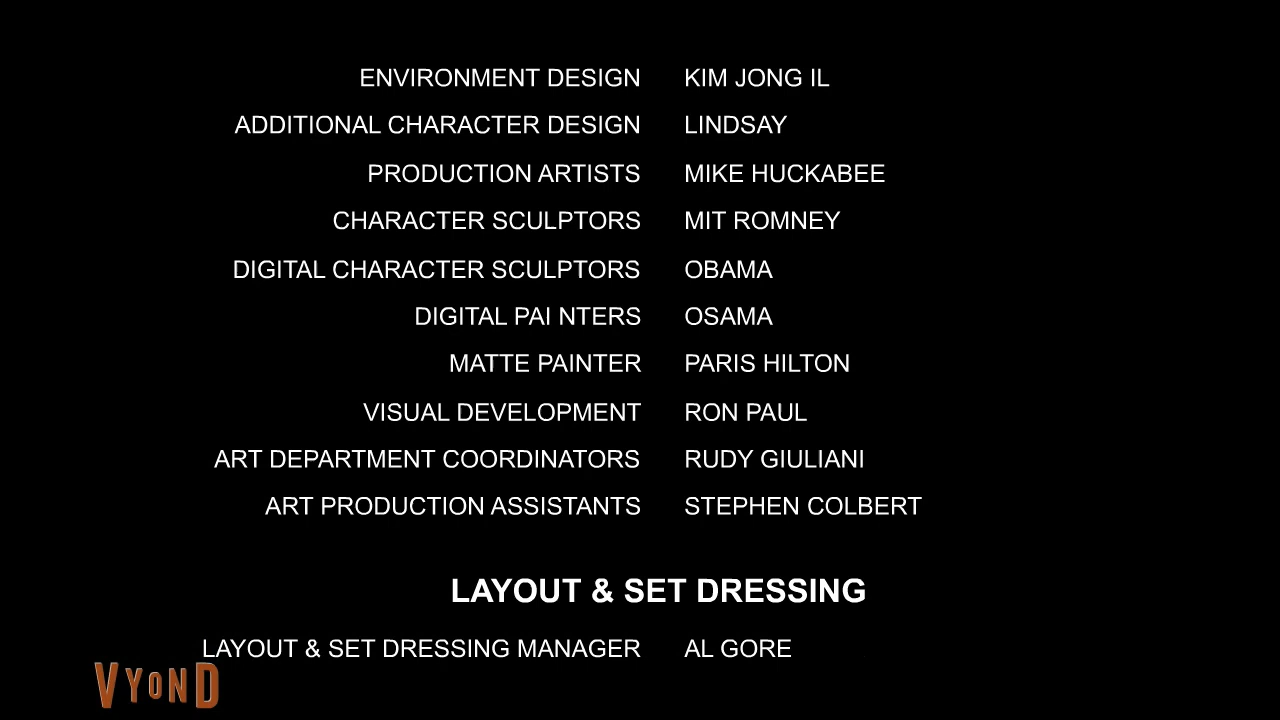 ENVIRONMENT DESIGN KIM JONG IL
ADDITIONAL CHARACTER DESIGN LINDSAY
PRODUCTION ARTISTS MIKE HUCKABEE
CHARACTER SCULPTORS MIT ROMNEY
DIGITAL CHARACTER SCULPTORS OBAMA
DIGITAL PAI NTERS OSAMA
MATTE PAINTER PARIS HILTON
VISUAL DEVELOPMENT RON PAUL
ART DEPARTMENT COORDINATORS RUDY GIULIANI
ART PRODUCTION ASSISTANTS STEPHEN COLBERT
LAYOUT & SET DRESSING
LAYOUT & SET DRESSING MANAGER AL GORE
VYOND